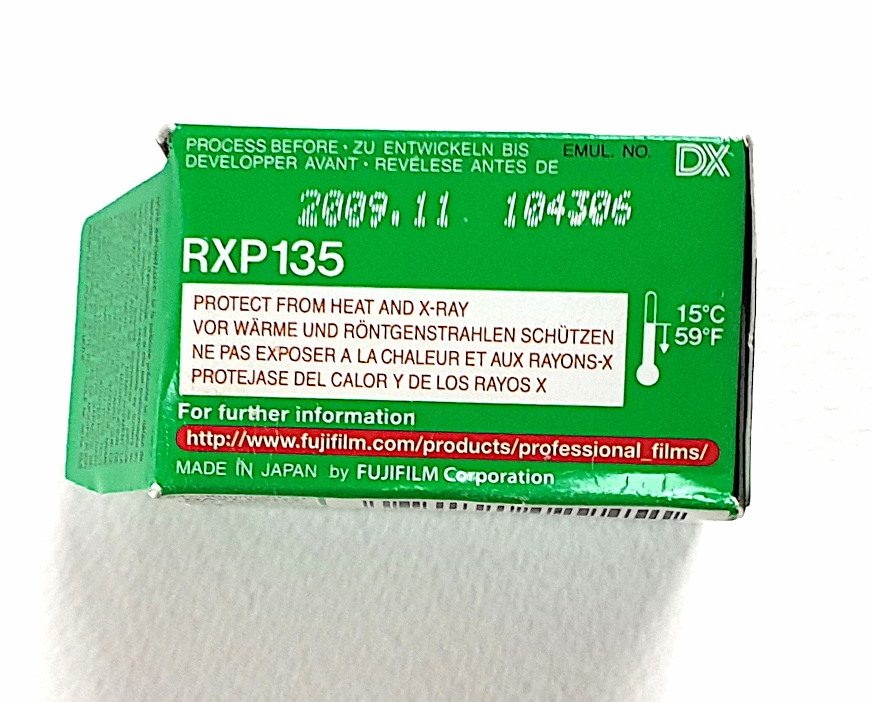 PROCESS BEFORE · ZU ENTWICKELN BIS
DEVELOPPER AVANT · REVÉLESE ANTES DE
EMUL. NO.
DX
2009.11 104306
RXP135
PROTECT FROM HEAT AND X-RAY
VOR WÄRME UND RÖNTGENSTRAHLEN SCHÜTZEN
NE PAS EXPOSER A LA CHALEUR ET AUX RAYONS-X
PROTEJASE DEL CALOR Y DE LOS RAYOS X
15°C
59°F
For further information
http://www.fujifilm.com/products/professional_films/
MADE IN JAPAN by FUJIFILM Corporation